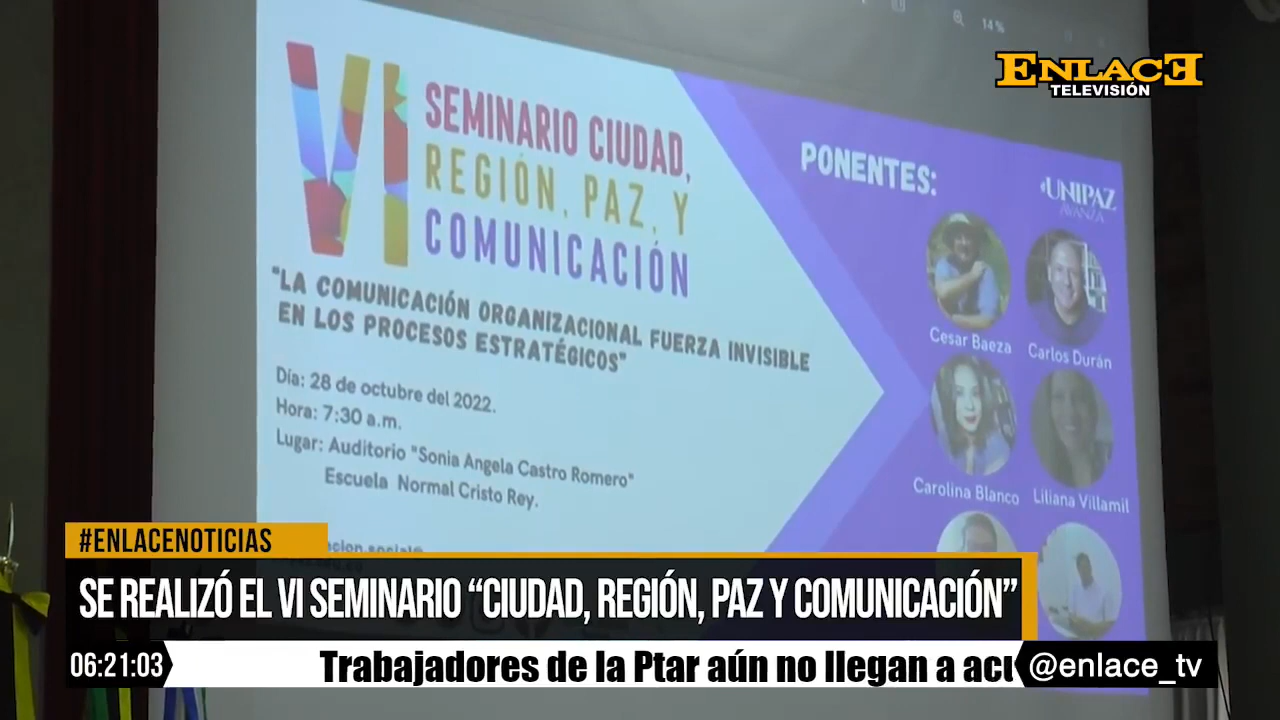 14%
ENLACE
TELEVISIÓN
VI
SEMINARIO CIUDAD,
REGIÓN, PAZ, Y
COMUNICACIÓN
"LA COMUNICACIÓN ORGANIZACIONAL FUERZA INVISIBLE
EN LOS PROCESOS ESTRATÉGICOS"
Día: 28 de octubre del 2022.
Hora: 7:30 a.m.
Lugar: Auditorio "Sonia Angela Castro Romero"
Escuela Normal Cristo Rey.
PONENTES:
UNIPAZ
AVANZA
Cesar Baeza
Carlos Durán
Carolina Blanco
Liliana Villamil
#ENLACENOTICIAS
SE REALIZÓ EL VI SEMINARIO “CIUDAD, REGIÓN, PAZ Y COMUNICACIÓN”
06:21:03
Trabajadores de la Ptar aún no llegan a acu
@enlace_tv